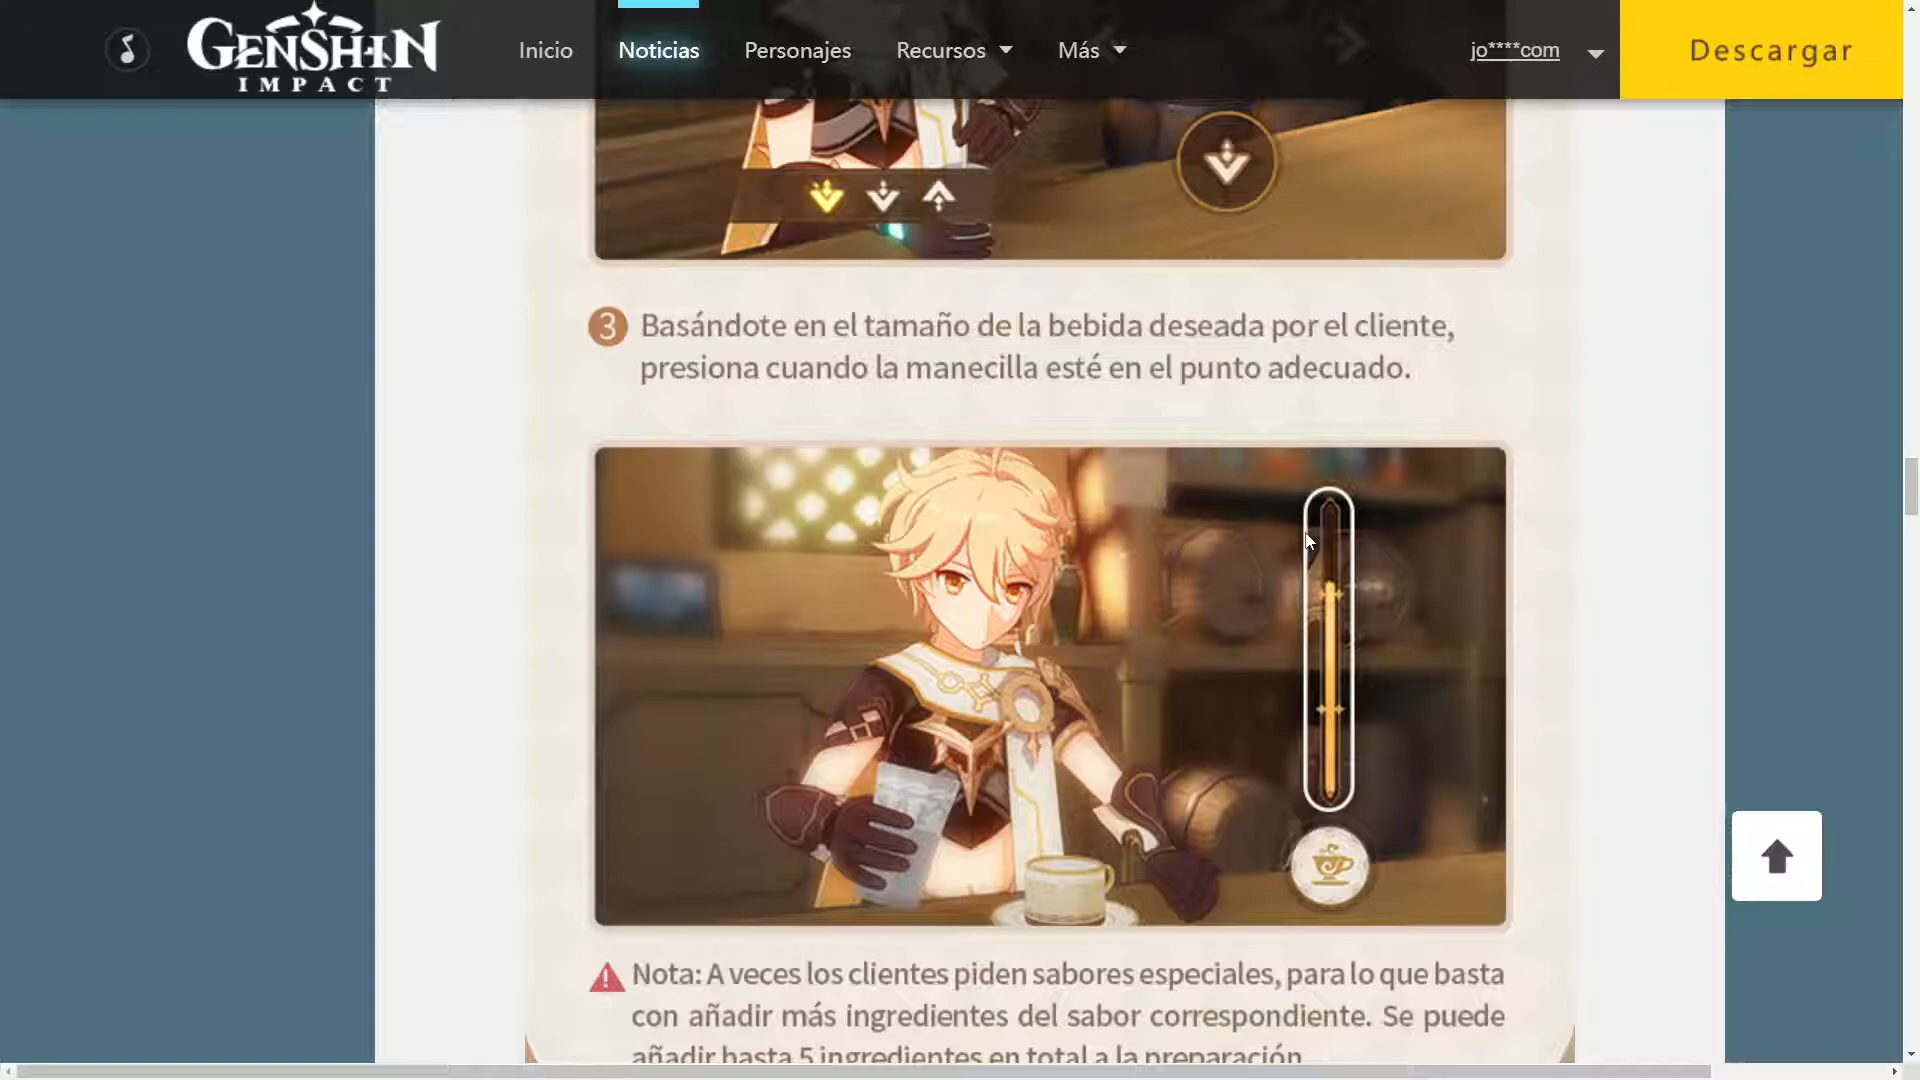 GENSHIN
IMPACT
Inicio
Noticias
Personajes
Recursos
Más
jo****com
Descargar
3
Basándote en el tamaño de la bebida deseada por el cliente,
presiona cuando la manecilla esté en el punto adecuado.
Nota: A veces los clientes piden sabores especiales, para lo que basta
con añadir más ingredientes del sabor correspondiente. Se puede
añadir hasta 5 ingredientes en total a la preparación.